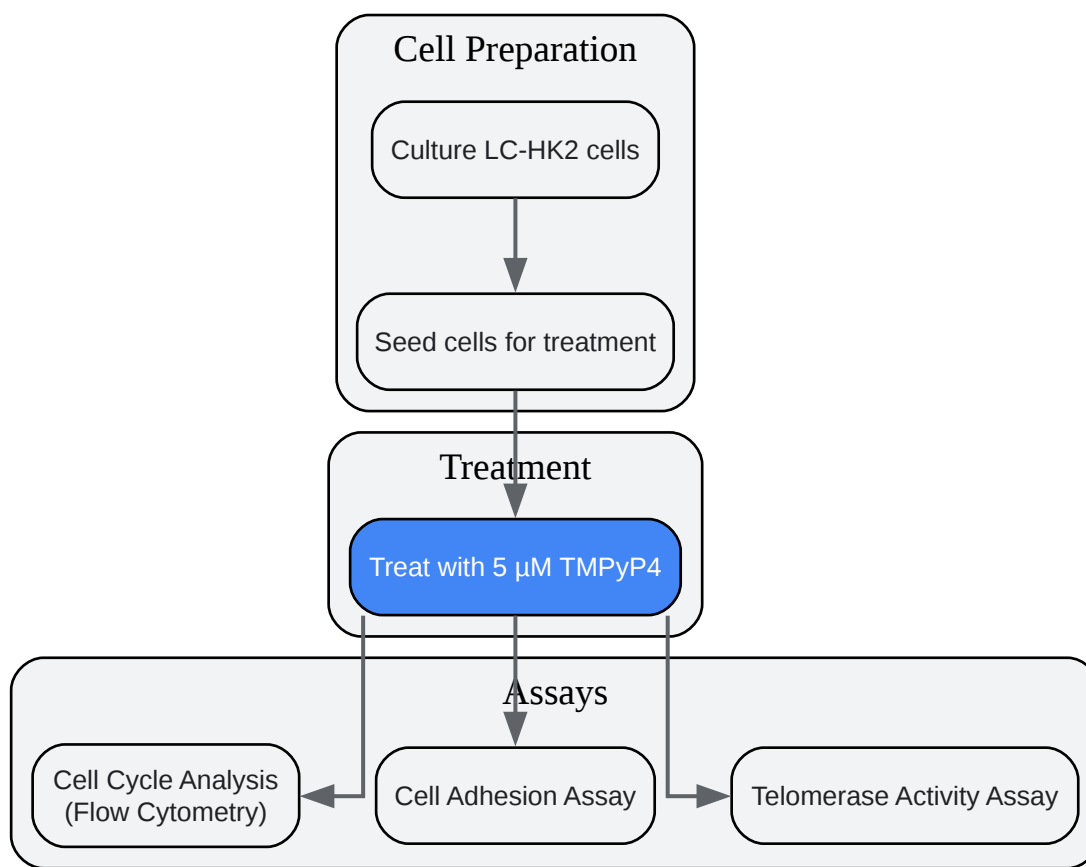 Cell Preparation
Culture LC-HK2 cells
Seed cells for treatment
Treatment
Treat with 5 µM TMPyP4
Assays
Cell Cycle Analysis
(Flow Cytometry)
Cell Adhesion Assay
Telomerase Activity Assay